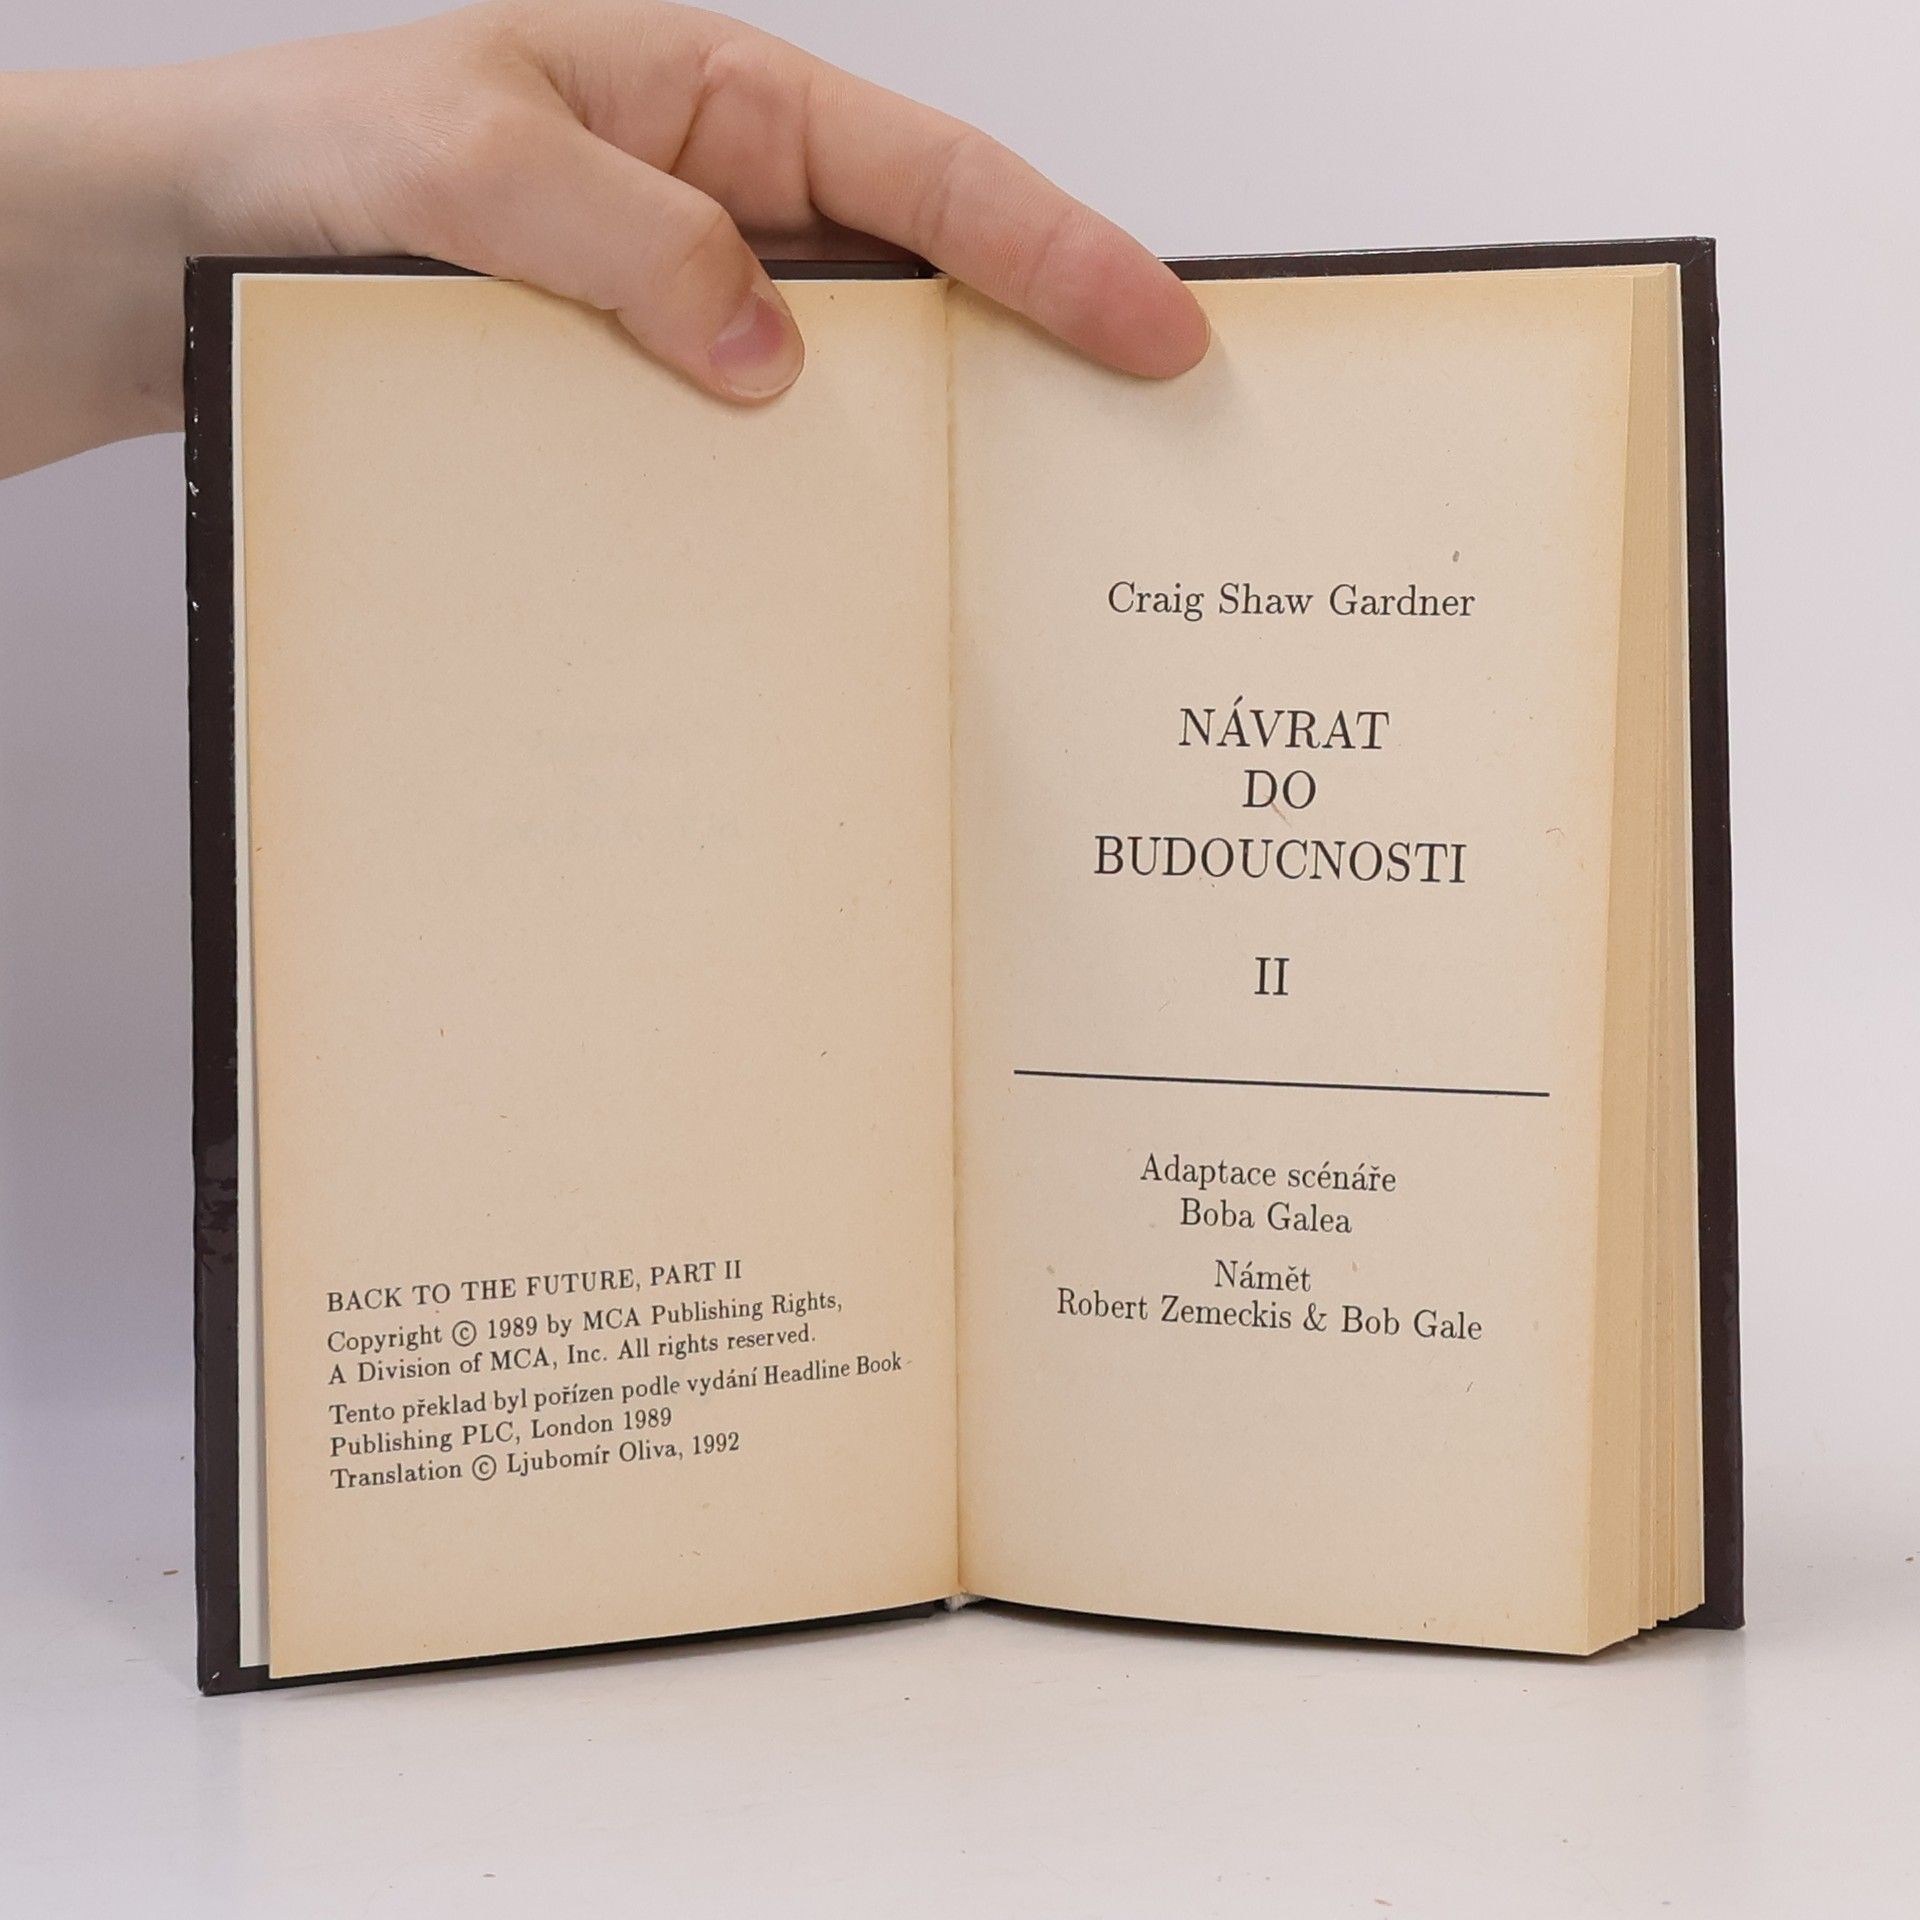 BACK TO THE FUTURE, PART II
Copyright © 1989 by MCA Publishing Rights,
A Division of MCA, Inc. All rights reserved.
Tento překlad byl pořízen podle vydání Headline Book
Publishing PLC, London 1989
Translation © Ljubomír Oliva, 1992
Craig Shaw Gardner
NÁVRAT
DO
BUDOUCNOSTI
II
Adaptace scénáře
Boba Galea
Námět
Robert Zemeckis & Bob Gale